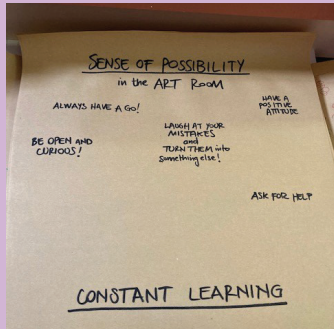 SENSE OF POSSIBILITY
in the ART ROOM
ALWAYS HAVE A GO!
HAVE A
POSITIVE
ATTITUDE
LAUGH AT YOUR
MISTAKES
and
TURN THEM into
Something else!
BE OPEN AND
CURIOUS!
ASK FOR HELP
CONSTANT LEARNING